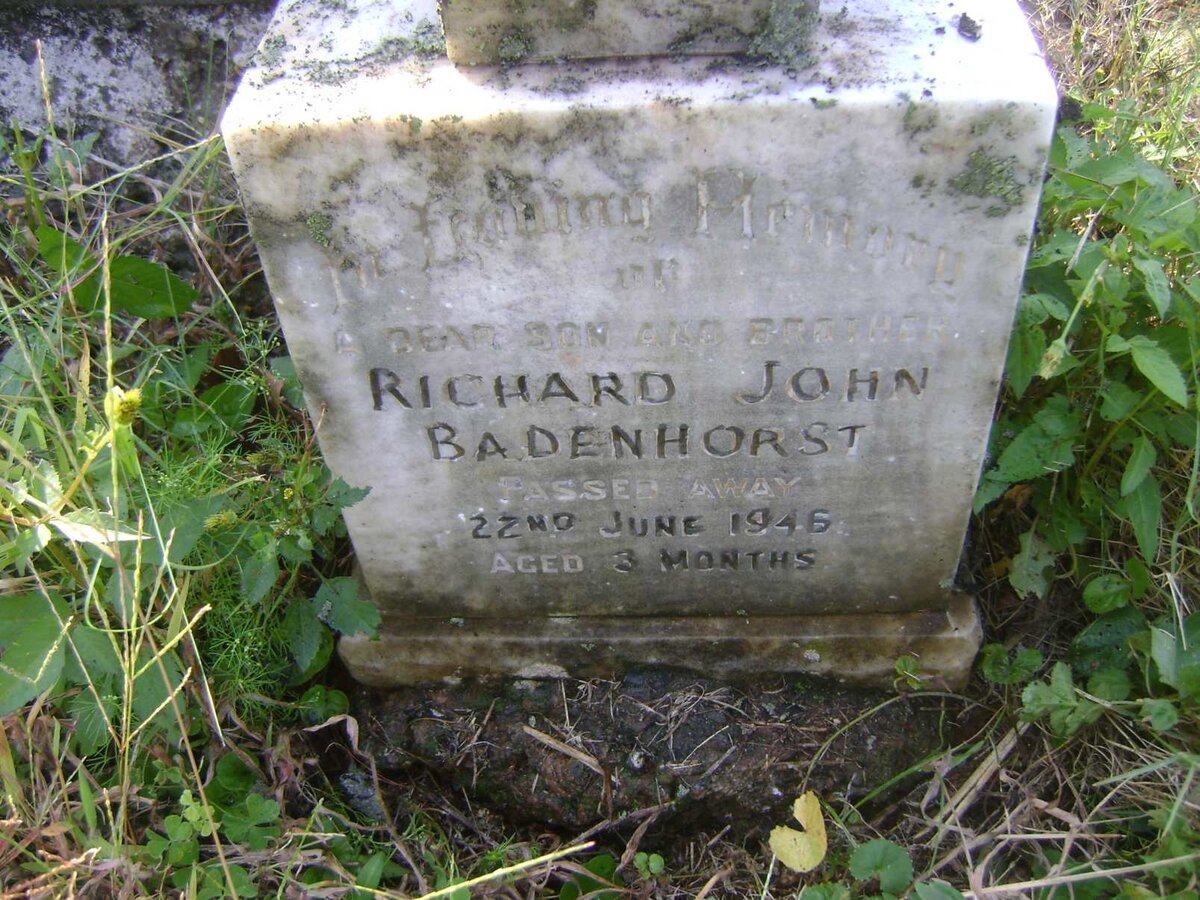 In Loving Memory
OF
A DEAR SON AND BROTHER
RICHARD JOHN
BADENHORST
PASSED AWAY
22ND JUNE 1946
AGED 3 MONTHS